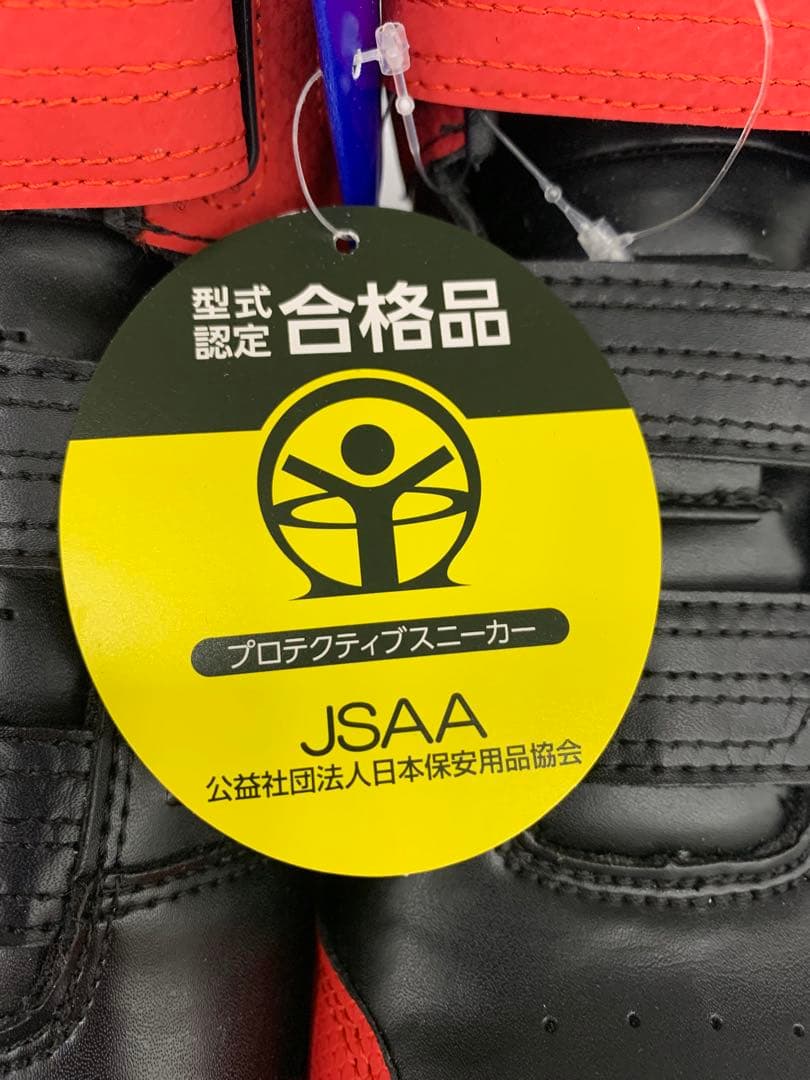 型式
認定
合格品
プロテクティブスニーカー
JSAA
公益社団法人日本保安用品協会